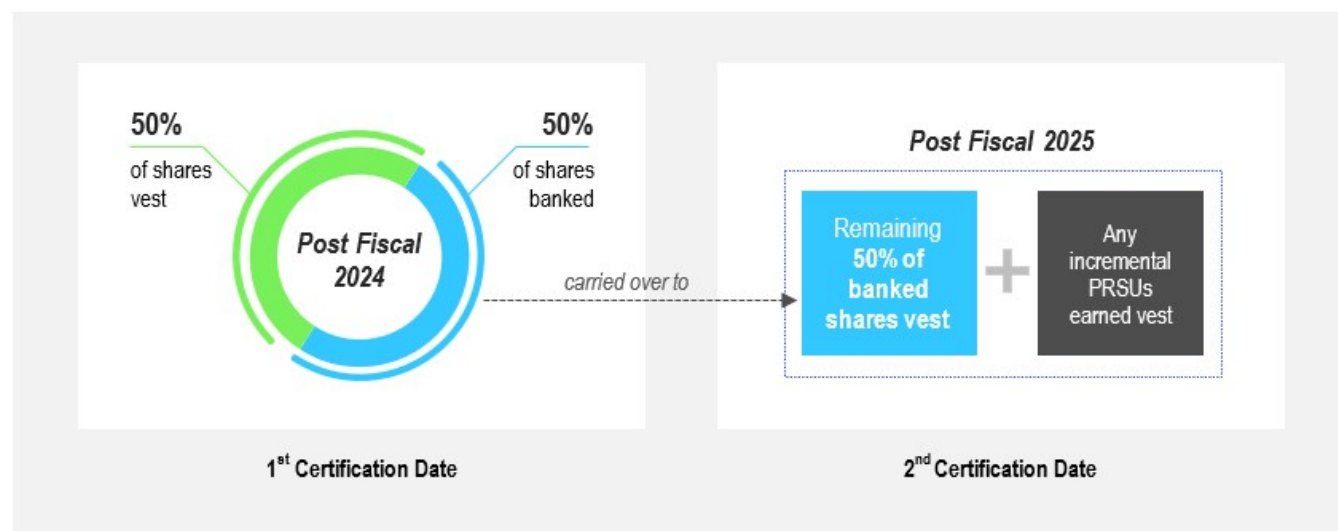 50%
of shares
vest
50%
of shares
banked
Post Fiscal
2024
1st Certification Date
carried over to
Post Fiscal 2025
Remaining
50% of
banked
shares vest
+
Any
incremental
PRSUs
earned vest
2nd Certification Date